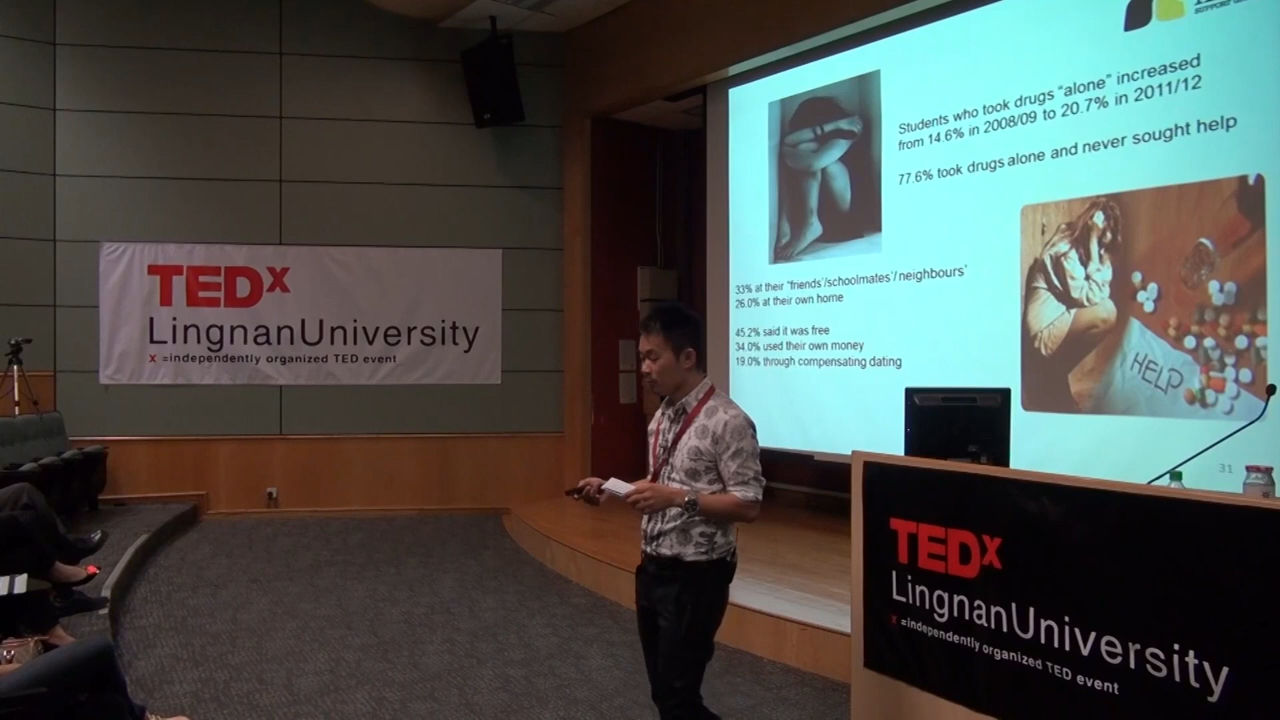 TEDx
LingnanUniversity
x =independently organized TED event
Students who took drugs "alone" increased
from 14.6% in 2008/09 to 20.7% in 2011/12
77.6% took drugs alone and never sought help
33% at their "friends'/schoolmates'/neighbours'
26.0% at their own home
45.2% said it was free
34.0% used their own money
19.0% through compensating dating
HELP
31
TEDx
LingnanUniversity
x =independently organized TED event